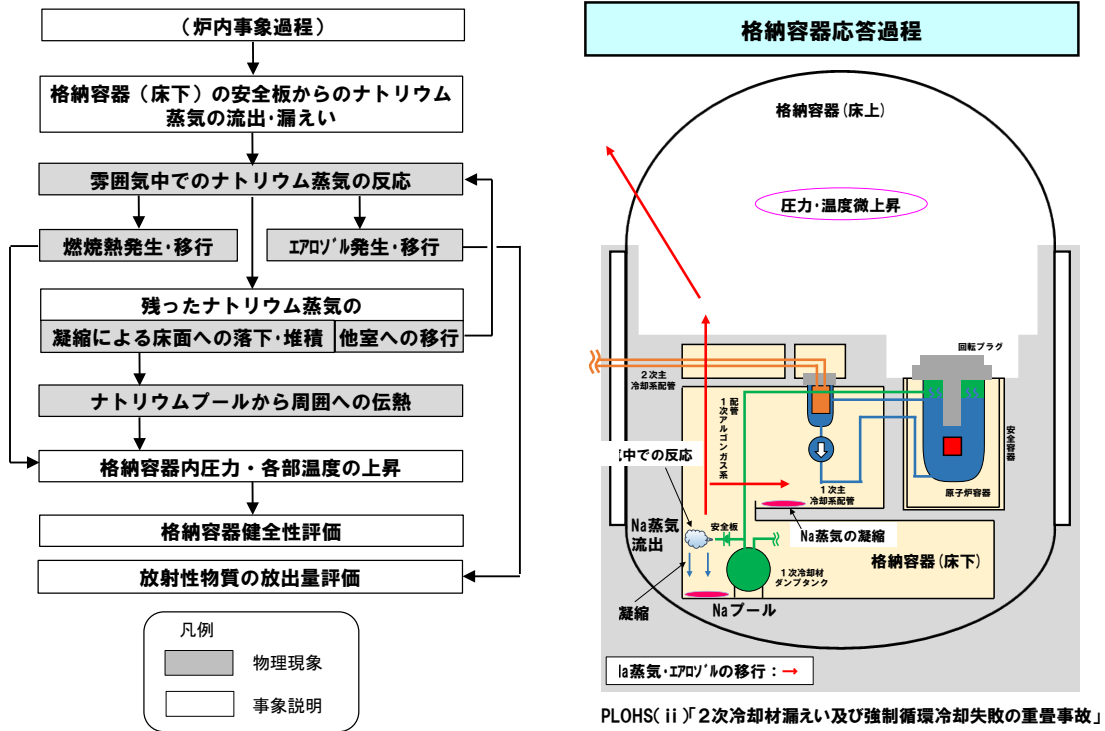 (炉内事象過程)
格納容器(床下)の安全板からのナトリウム
蒸気の流出・漏えい
雰囲気中でのナトリウム蒸気の反応
燃焼熱発生・移行
エアロゾル発生・移行
残ったナトリウム蒸気の
凝縮による床面への落下・堆積
他室への移行
ナトリウムプールから周囲への伝熱
格納容器内圧力・各部温度の上昇
格納容器健全性評価
放射性物質の放出量評価
凡例
物理現象
事象説明
格納容器応答過程
格納容器(床上)
圧力・温度微上昇
回転プラグ
2次主
冷却系配管
1次アルゴンガス系
配管
安全容器
気中での反応
1次主
冷却系配管
原子炉容器
Na蒸気
流出
安全板
Na蒸気の凝縮
格納容器(床下)
1次冷却材
ダンプタンク
凝縮
Naプール
Na蒸気・エアロゾルの移行:→
PLOHS(ⅱ)「2次冷却材漏えい及び強制循環冷却失敗の重畳事故」